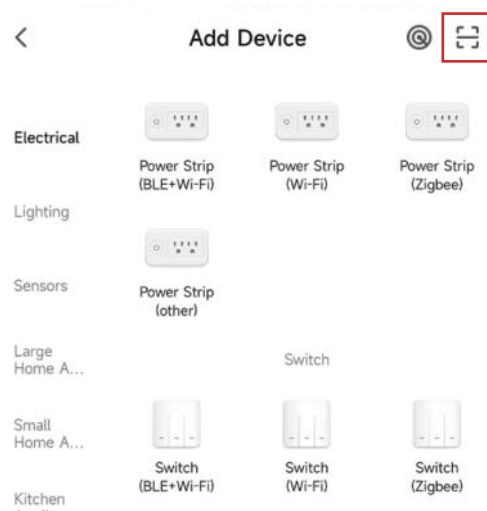 Add Device
Electrical
Power Strip
(BLE+Wi-Fi)
Power Strip
(Wi-Fi)
Power Strip
(Zigbee)
Lighting
Sensors
Power Strip
(other)
Large
Home A...
Switch
Small
Home A...
Switch
(BLE+Wi-Fi)
Switch
(Wi-Fi)
Switch
(Zigbee)
Kitchen